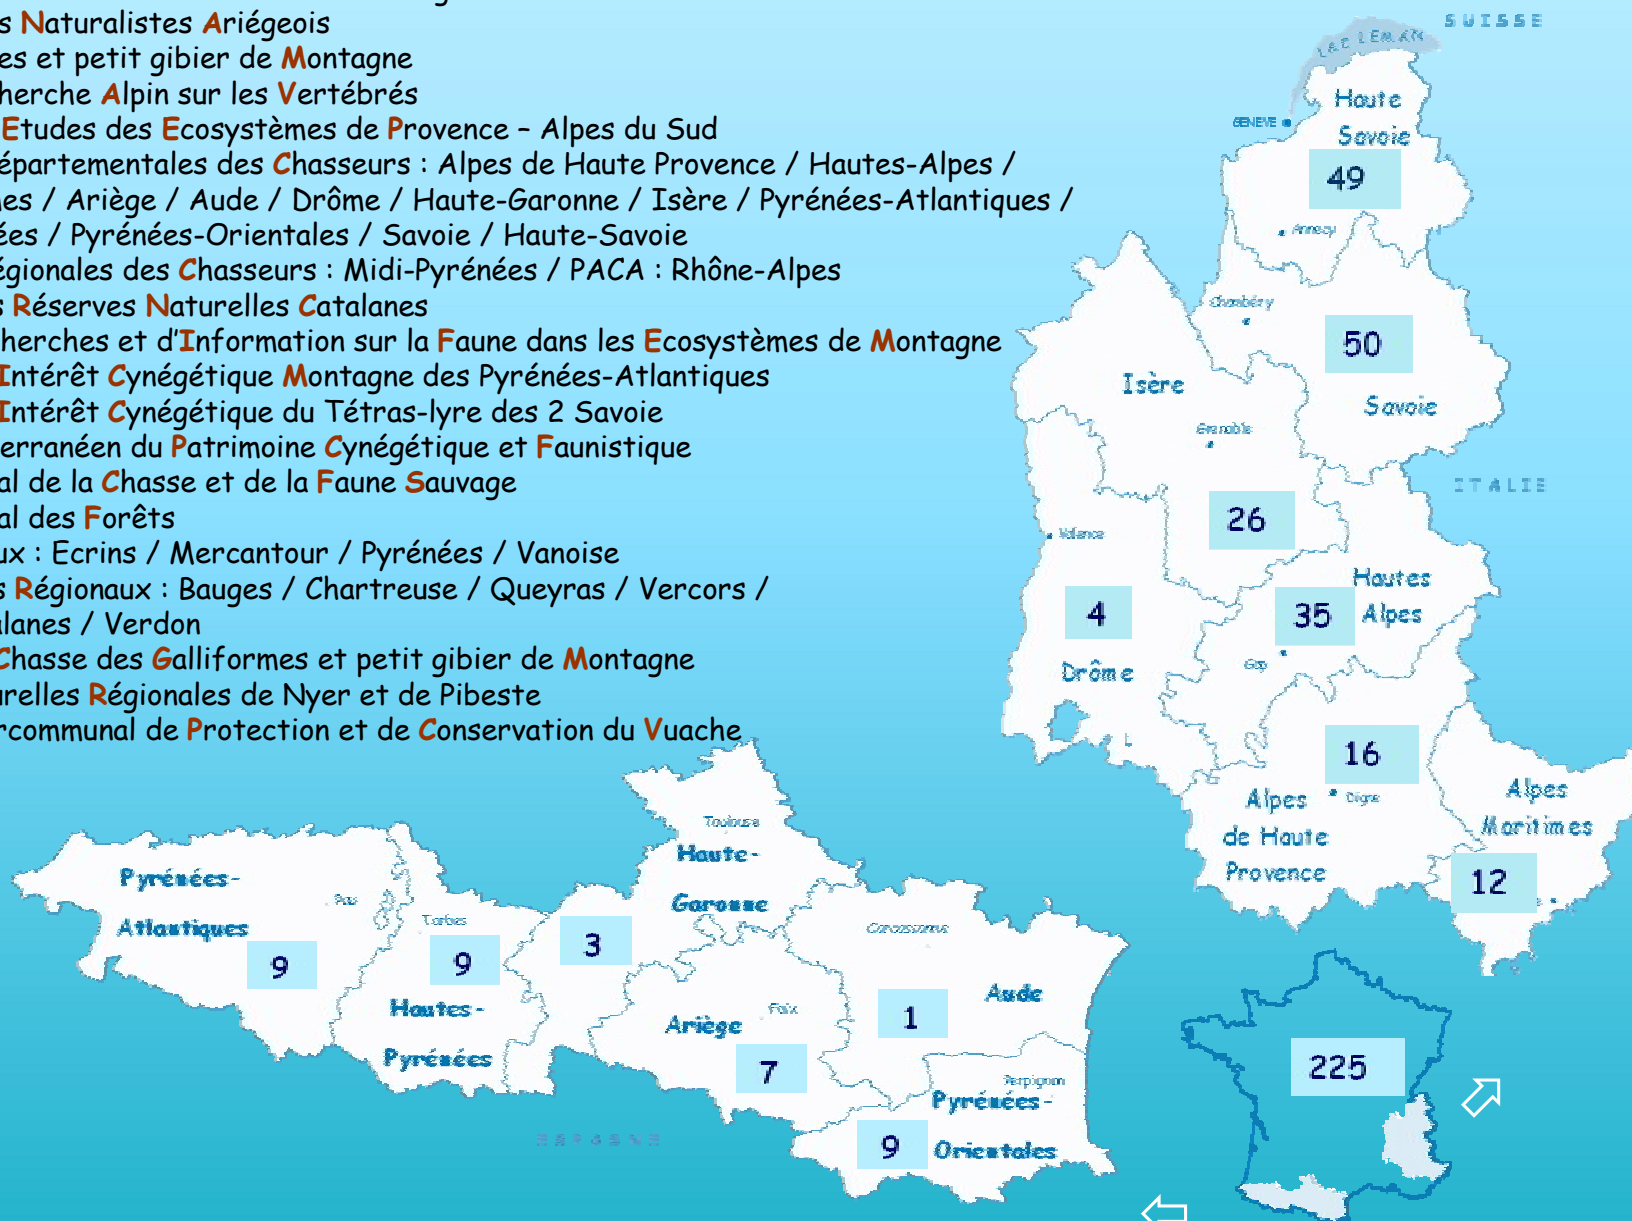 s Naturalistes Ariégeois
es et petit gibier de Montagne
herche Alpin sur les Vertébrés
Etudes des Ecosystèmes de Provence – Alpes du Sud
épartementales des Chasseurs : Alpes de Haute Provence / Hautes-Alpes /
es / Ariège / Aude / Drôme / Haute-Garonne / Isère / Pyrénées-Atlantiques /
ées / Pyrénées-Orientales / Savoie / Haute-Savoie
égionales des Chasseurs : Midi-Pyrénées / PACA : Rhône-Alpes
s Réserves Naturelles Catalanes
herches et d'Information sur la Faune dans les Ecosystèmes de Montagne
Intérêt Cynégétique Montagne des Pyrénées-Atlantiques
Intérêt Cynégétique du Tétras-lyre des 2 Savoie
erranéen du Patrimoine Cynégétique et Faunistique
al de la Chasse et de la Faune Sauvage
al des Forêts
ux : Ecrins / Mercantour / Pyrénées / Vanoise
s Régionaux : Bauges / Chartreuse / Queyras / Vercors /
alanes / Verdon
Chasse des Galliformes et petit gibier de Montagne
urelles Régionales de Nyer et de Pibeste
rcommunal de Protection et de Conservation du Vuache
SUISSE
LAC LEMAN
Haute
Savoie
GENEVE
49
Annecy
Chambéry
50
Savoie
Isère
Grenoble
ITALIE
26
Valence
Hautes
Alpes
35
4
Gap
Drôme
16
Digne
Alpes
de Haute
Provence
Alpes
Maritimes
12
Toulouse
Haute-
Garonne
Pyrénées-
Atlantiques
Pau
Tarbes
9
9
3
Hautes-
Pyrénées
Carcassonne
Aude
1
Ariège
Foix
7
Perpignan
Pyrénées-
Orientales
9
ESPAGNE
225